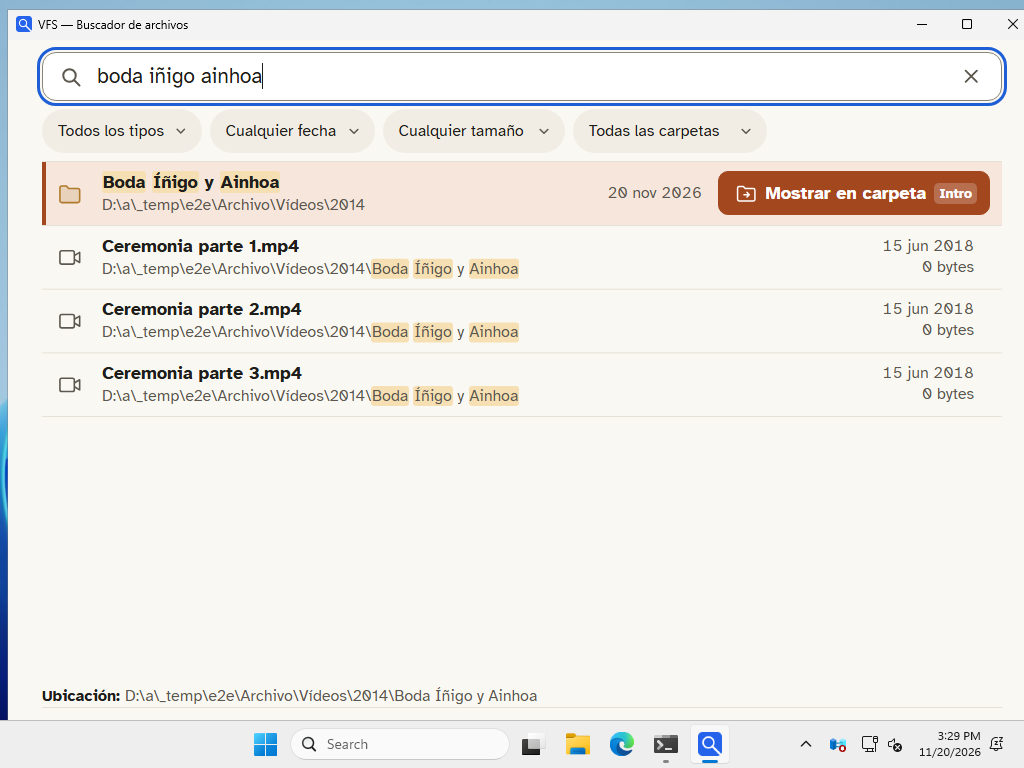 VFS — Buscador de archivos
boda iñigo ainhoa
Todos los tipos
Cualquier fecha
Cualquier tamaño
Todas las carpetas
Boda Íñigo y Ainhoa
D:\a\_temp\e2e\Archivo\Vídeos\2014
20 nov 2026
Mostrar en carpeta Intro
Ceremonia parte 1.mp4
D:\a\_temp\e2e\Archivo\Vídeos\2014\Boda Íñigo y Ainhoa
15 jun 2018
0 bytes
Ceremonia parte 2.mp4
D:\a\_temp\e2e\Archivo\Vídeos\2014\Boda Íñigo y Ainhoa
15 jun 2018
0 bytes
Ceremonia parte 3.mp4
D:\a\_temp\e2e\Archivo\Vídeos\2014\Boda Íñigo y Ainhoa
15 jun 2018
0 bytes
Ubicación: D:\a\_temp\e2e\Archivo\Vídeos\2014\Boda Íñigo y Ainhoa
Search
3:29 PM
11/20/2026